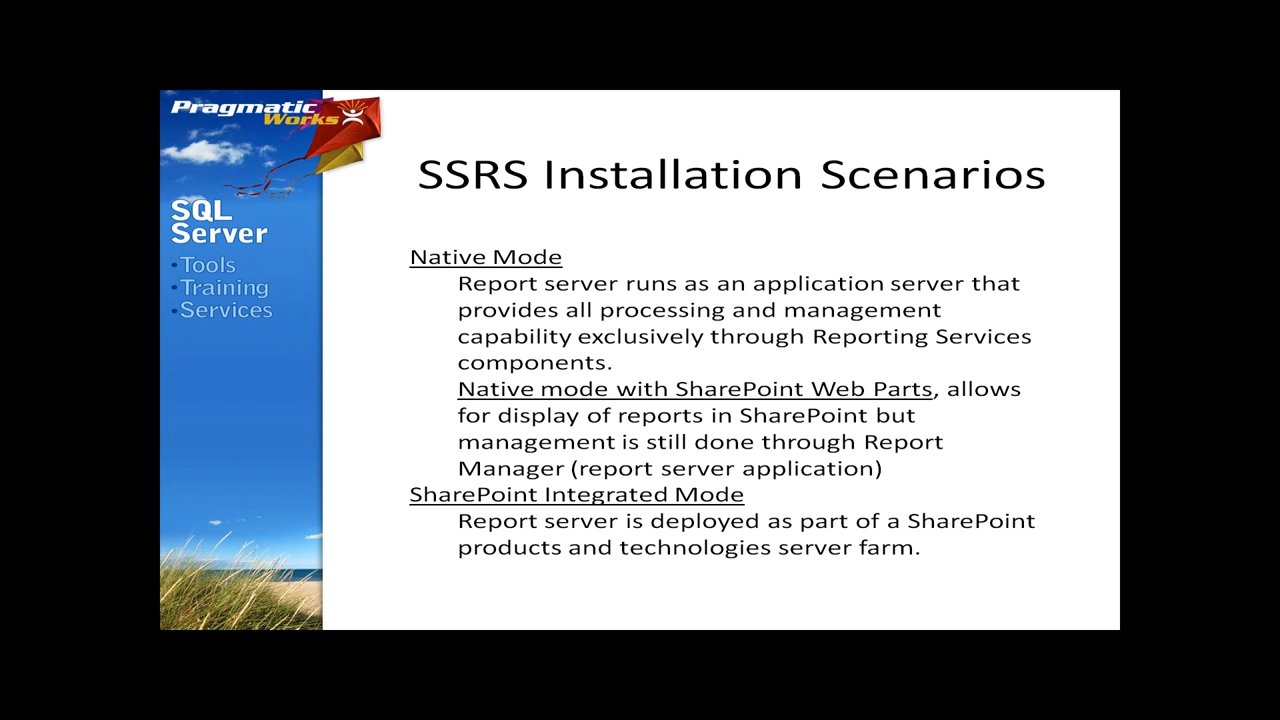 Pragmatic
Works
SQL
Server
•Tools
•Training
•Services
SSRS Installation Scenarios
Native Mode
Report server runs as an application server that
provides all processing and management
capability exclusively through Reporting Services
components.
Native mode with SharePoint Web Parts, allows
for display of reports in SharePoint but
management is still done through Report
Manager (report server application)
SharePoint Integrated Mode
Report server is deployed as part of a SharePoint
products and technologies server farm.